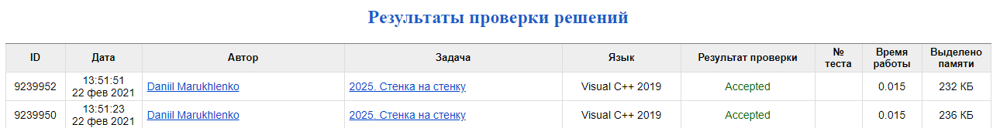 Результаты проверки решений
ID Дата Автор Задача Язык Результат проверки № теста Время работы Выделено памяти
9239952 13:51:51 22 фев 2021 Daniil Marukhlenko 2025. Стенка на стенку Visual C++ 2019 Accepted 0.015 232 КБ
9239950 13:51:23 22 фев 2021 Daniil Marukhlenko 2025. Стенка на стенку Visual C++ 2019 Accepted 0.015 236 КБ